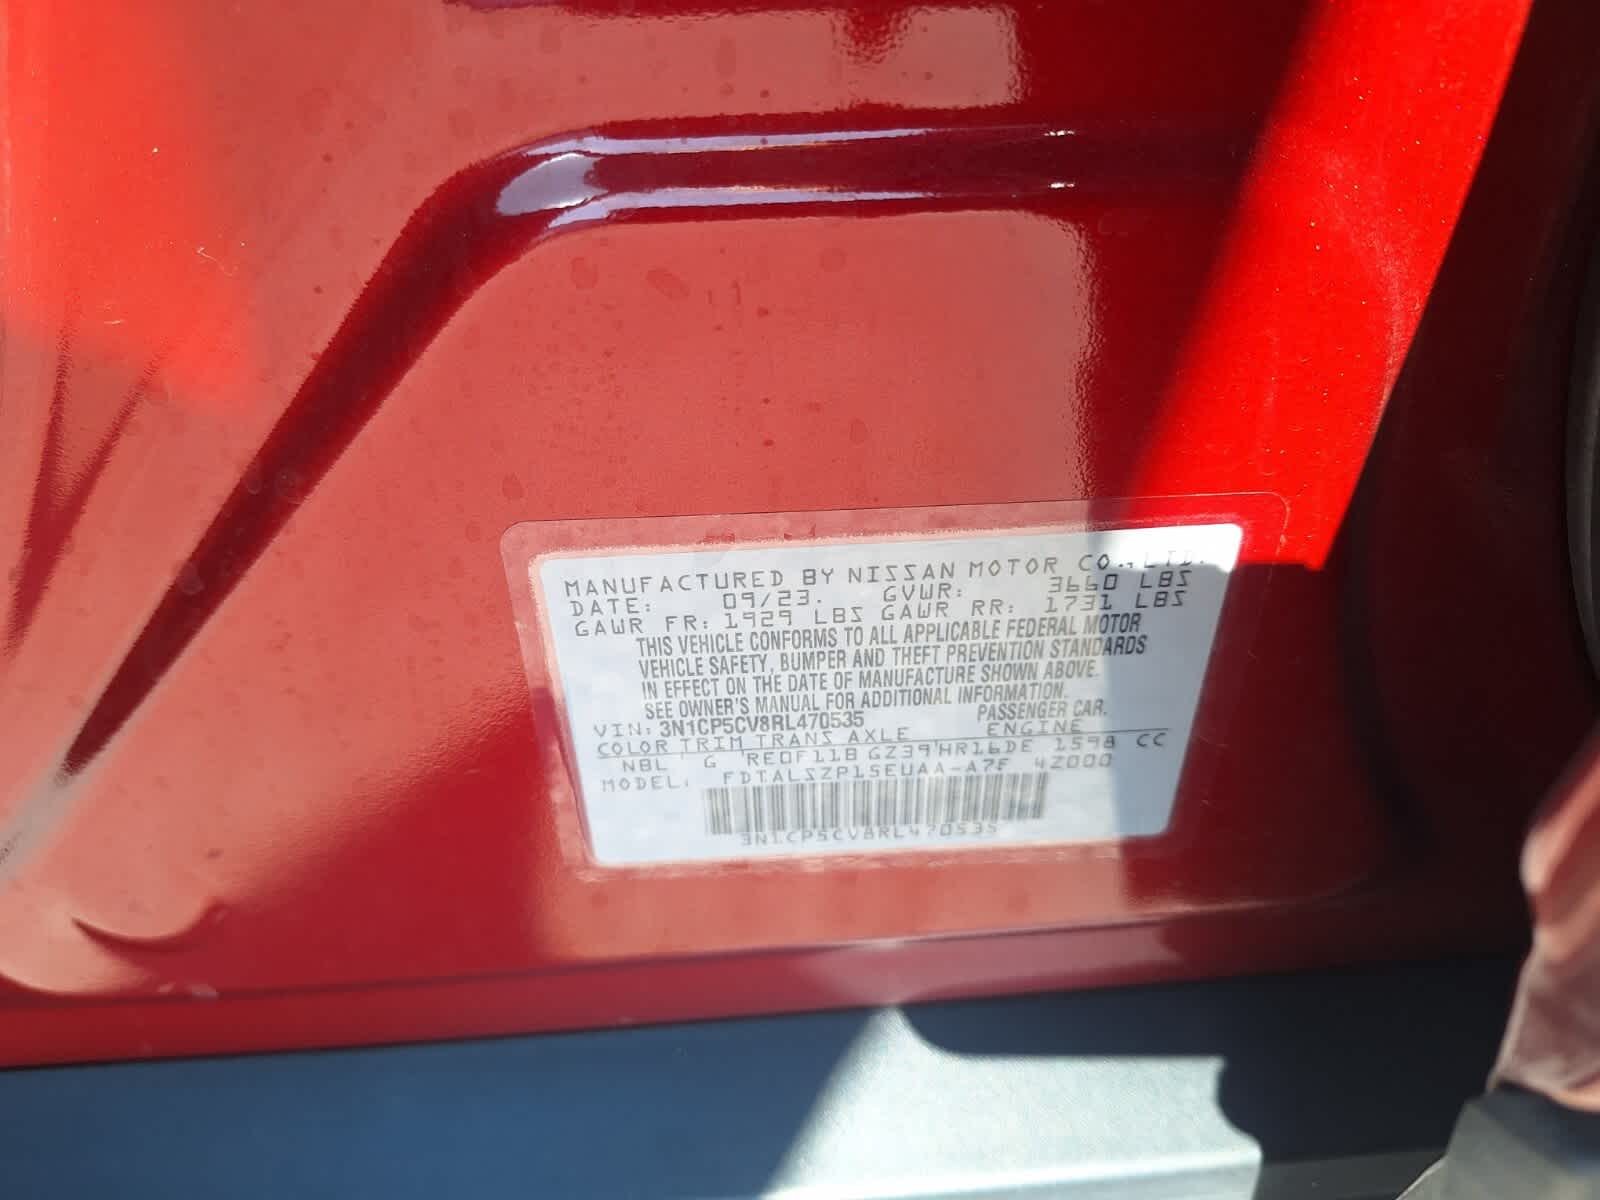 MANUFACTURED BY NISSAN MOTOR CO., LTD.
DATE: 09/23. GVWR: 3660 LBS
GAWR FR: 1929 LBS GAWR RR: 1731 LBS
THIS VEHICLE CONFORMS TO ALL APPLICABLE FEDERAL MOTOR
VEHICLE SAFETY, BUMPER AND THEFT PREVENTION STANDARDS
IN EFFECT ON THE DATE OF MANUFACTURE SHOWN ABOVE.
SEE OWNER'S MANUAL FOR ADDITIONAL INFORMATION.
VIN: 3N1CP5CV8RL470535 PASSENGER CAR.
COLOR TRIM TRANS AXLE ENGINE
NBL G RE0F11B GZ39 HR16DE 1598 CC
MODEL: FDTALSZP15EUAA-A7E 4Z000
3N1CP5CV8RL470535